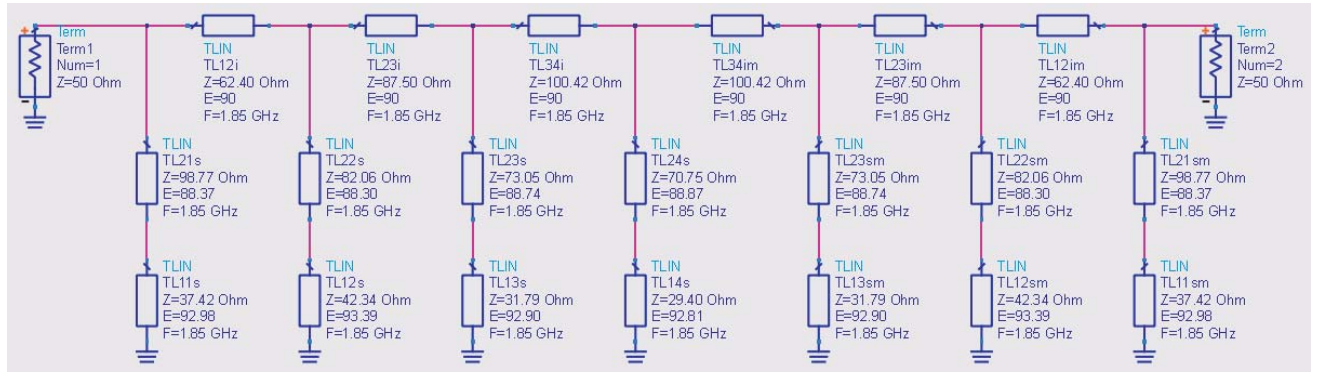 Term
Term1
Num=1
Z=50 Ohm
TLIN
TL12i
Z=62.40 Ohm
E=90
F=1.85 GHz
TLIN
TL23i
Z=87.50 Ohm
E=90
F=1.85 GHz
TLIN
TL34i
Z=100.42 Ohm
E=90
F=1.85 GHz
TLIN
TL34im
Z=100.42 Ohm
E=90
F=1.85 GHz
TLIN
TL23im
Z=87.50 Ohm
E=90
F=1.85 GHz
TLIN
TL12im
Z=62.40 Ohm
E=90
F=1.85 GHz
Term
Term2
Num=2
Z=50 Ohm
TLIN
TL21s
Z=98.77 Ohm
E=88.37
F=1.85 GHz
TLIN
TL22s
Z=82.06 Ohm
E=88.30
F=1.85 GHz
TLIN
TL23s
Z=73.05 Ohm
E=88.74
F=1.85 GHz
TLIN
TL24s
Z=70.75 Ohm
E=88.87
F=1.85 GHz
TLIN
TL23sm
Z=73.05 Ohm
E=88.74
F=1.85 GHz
TLIN
TL22sm
Z=82.06 Ohm
E=88.30
F=1.85 GHz
TLIN
TL21sm
Z=98.77 Ohm
E=88.37
F=1.85 GHz
TLIN
TL11s
Z=37.42 Ohm
E=92.98
F=1.85 GHz
TLIN
TL12s
Z=42.34 Ohm
E=93.39
F=1.85 GHz
TLIN
TL13s
Z=31.79 Ohm
E=92.90
F=1.85 GHz
TLIN
TL14s
Z=29.40 Ohm
E=92.81
F=1.85 GHz
TLIN
TL13sm
Z=31.79 Ohm
E=92.90
F=1.85 GHz
TLIN
TL12sm
Z=42.34 Ohm
E=93.39
F=1.85 GHz
TLIN
TL11sm
Z=37.42 Ohm
E=92.98
F=1.85 GHz